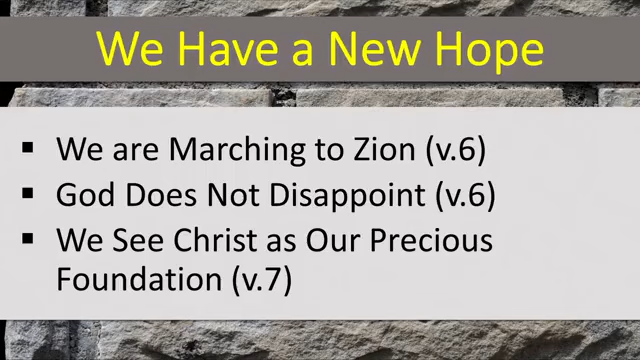 We Have a New Hope
▪ We are Marching to Zion (v.6)
▪ God Does Not Disappoint (v.6)
▪ We See Christ as Our Precious
Foundation (v.7)